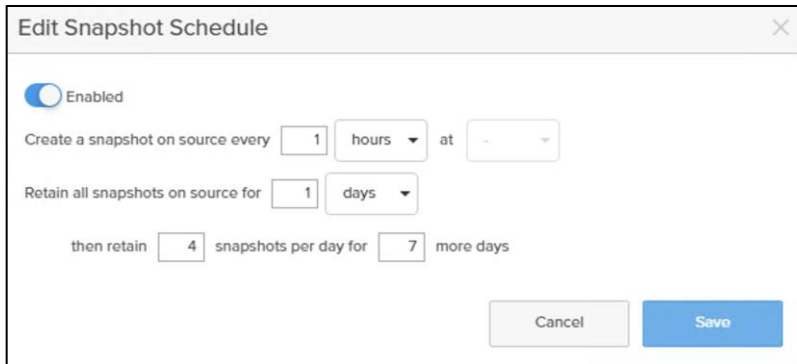 Edit Snapshot Schedule
Enabled
Create a snapshot on source every 1 hours at -
Retain all snapshots on source for 1 days
then retain 4 snapshots per day for 7 more days
Cancel Save